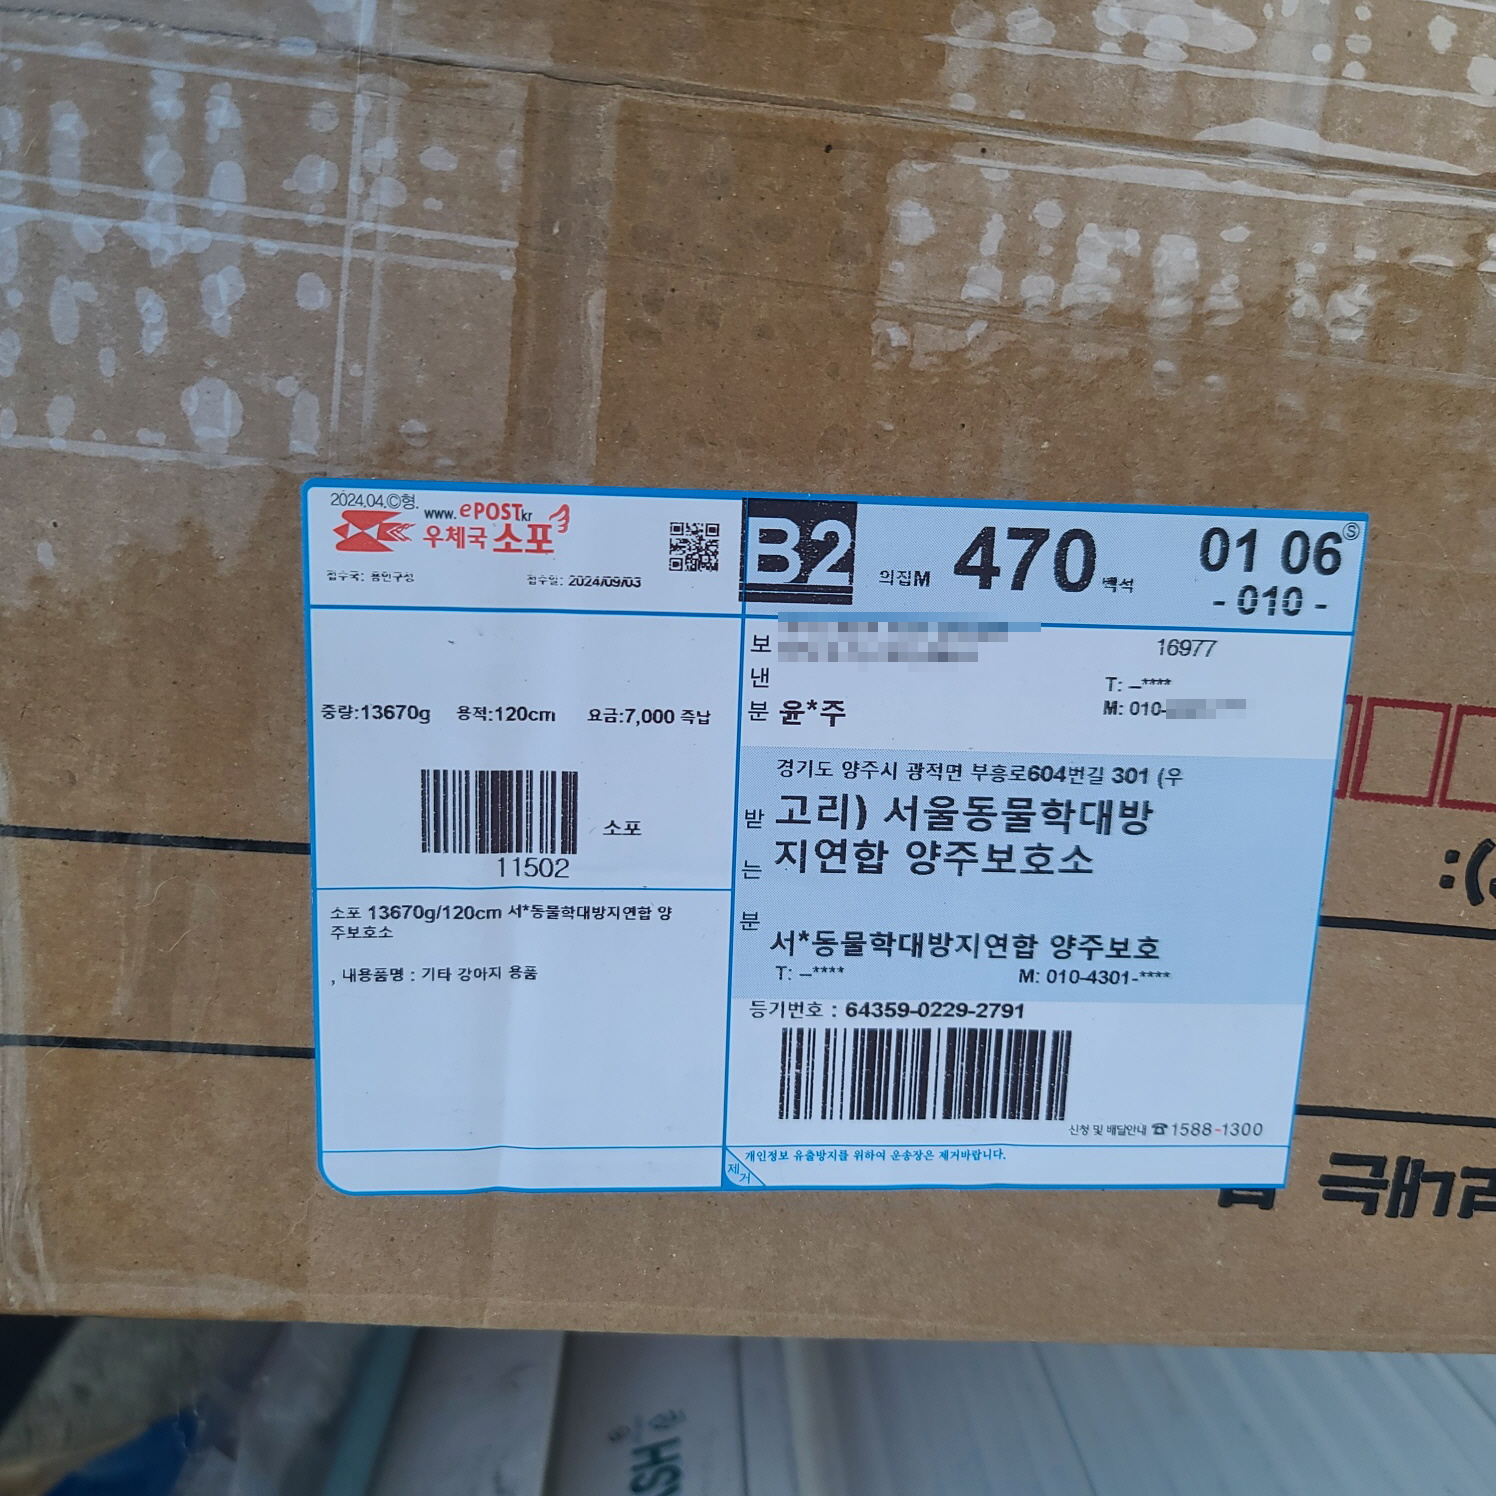 2024.04.ⓒ형.
www.ePOST.kr
우체국 소포
접수국: 용인구성
접수일: 2024/09/03
B2
의집M 470 백석
01 06 Ⓢ
- 010 -
중량:13670g 용적:120cm 요금:7,000 즉납
소포
11502
소포 13670g/120cm 서*동물학대방지연합 양
주보호소
, 내용품명 : 기타 강아지 용품
보낸분
16977
T: –****
윤*주
M: 010-
받는분
경기도 양주시 광적면 부흥로604번길 301 (우
고리) 서울동물학대방
지연합 양주보호소
서*동물학대방지연합 양주보호
T: –****
M: 010-4301-****
등기번호 : 64359-0229-2791
신청 및 배달안내 ☎1588-1300
제거
개인정보 유출방지를 위하여 운송장은 제거바랍니다.